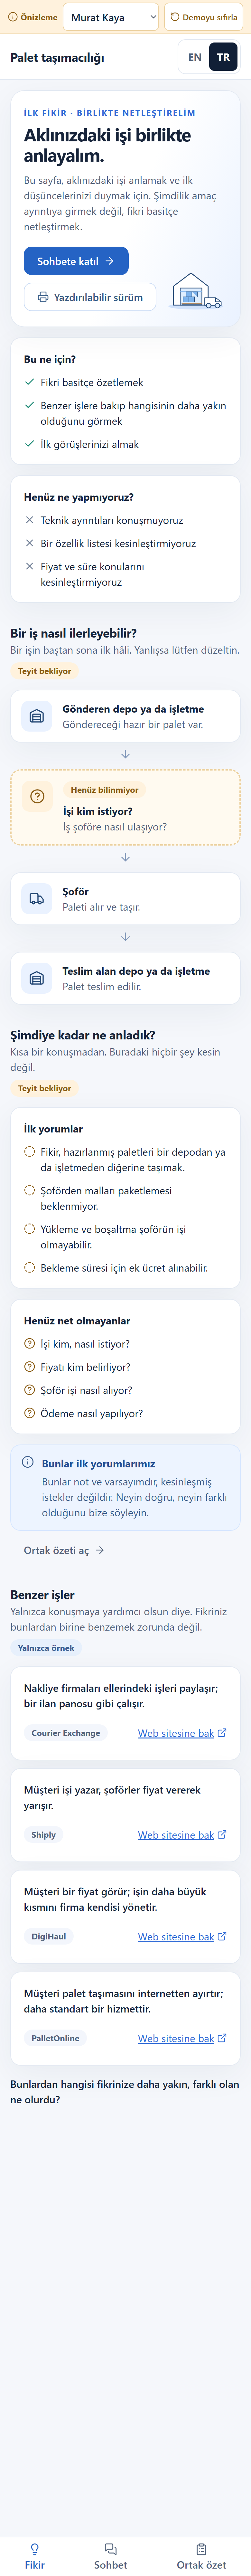 Önizleme
Murat Kaya
Demoyu sıfırla
Palet taşımacılığı
EN
TR
İLK FİKİR · BİRLİKTE NETLEŞTİRELİM
Aklınızdaki işi birlikte
anlayalım.
Bu sayfa, aklınızdaki işi anlamak ve ilk
düşüncelerinizi duymak için. Şimdilik amaç
ayrıntıya girmek değil, fikri basitçe
netleştirmek.
Sohbete katıl
Yazdırılabilir sürüm
Bu ne için?
Fikri basitçe özetlemek
Benzer işlere bakıp hangisinin daha yakın
olduğunu görmek
İlk görüşlerinizi almak
Henüz ne yapmıyoruz?
Teknik ayrıntıları konuşmuyoruz
Bir özellik listesi kesinleştirmiyoruz
Fiyat ve süre konularını
kesinleştirmiyoruz
Bir iş nasıl ilerleyebilir?
Bir işin baştan sona ilk hâli. Yanlışsa lütfen düzeltin.
Teyit bekliyor
Gönderen depo ya da işletme
Göndereceği hazır bir palet var.
Henüz bilinmiyor
İşi kim istiyor?
İş şoföre nasıl ulaşıyor?
Şoför
Paleti alır ve taşır.
Teslim alan depo ya da işletme
Palet teslim edilir.
Şimdiye kadar ne anladık?
Kısa bir konuşmadan. Buradaki hiçbir şey kesin
değil.
Teyit bekliyor
İlk yorumlar
Fikir, hazırlanmış paletleri bir depodan ya
da işletmeden diğerine taşımak.
Şoförden malları paketlemesi
beklenmiyor.
Yükleme ve boşaltma şoförün işi
olmayabilir.
Bekleme süresi için ek ücret alınabilir.
Henüz net olmayanlar
İşi kim, nasıl istiyor?
Fiyatı kim belirliyor?
Şoför işi nasıl alıyor?
Ödeme nasıl yapılıyor?
Bunlar ilk yorumlarımız
Bunlar not ve varsayımdır, kesinleşmiş
istekler değildir. Neyin doğru, neyin farklı
olduğunu bize söyleyin.
Ortak özeti aç
Benzer işler
Yalnızca konuşmaya yardımcı olsun diye. Fikriniz
bunlardan birine benzemek zorunda değil.
Yalnızca örnek
Nakliye firmaları ellerindeki işleri paylaşır;
bir ilan panosu gibi çalışır.
Courier Exchange
Web sitesine bak
Müşteri işi yazar, şoförler fiyat vererek
yarışır.
Shiply
Web sitesine bak
Müşteri bir fiyat görür; işin daha büyük
kısmını firma kendisi yönetir.
DigiHaul
Web sitesine bak
Müşteri palet taşımasını internetten ayırtır;
daha standart bir hizmettir.
PalletOnline
Web sitesine bak
Bunlardan hangisi fikrinize daha yakın, farklı olan
ne olurdu?
Fikir
Sohbet
Ortak özet